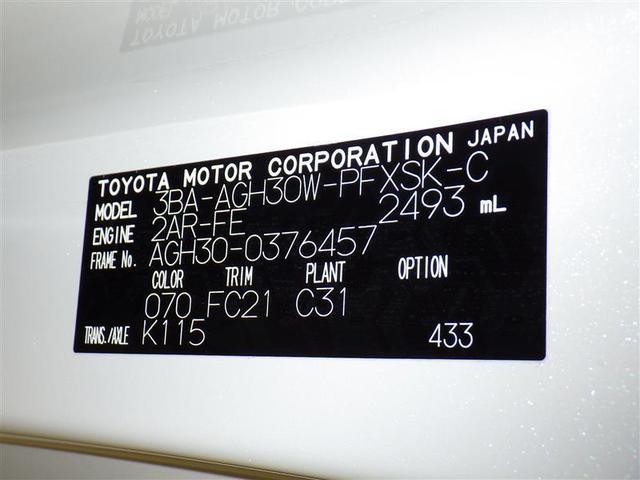 TOYOTA MOTOR CORPORATION JAPAN
MODEL 3BA-AGH30W-PFXSK-C
ENGINE 2AR-FE 2493 mL
FRAME No. AGH30-0376457
COLOR TRIM PLANT OPTION
070 FC21 C31
TRANS./AXLE K115 433